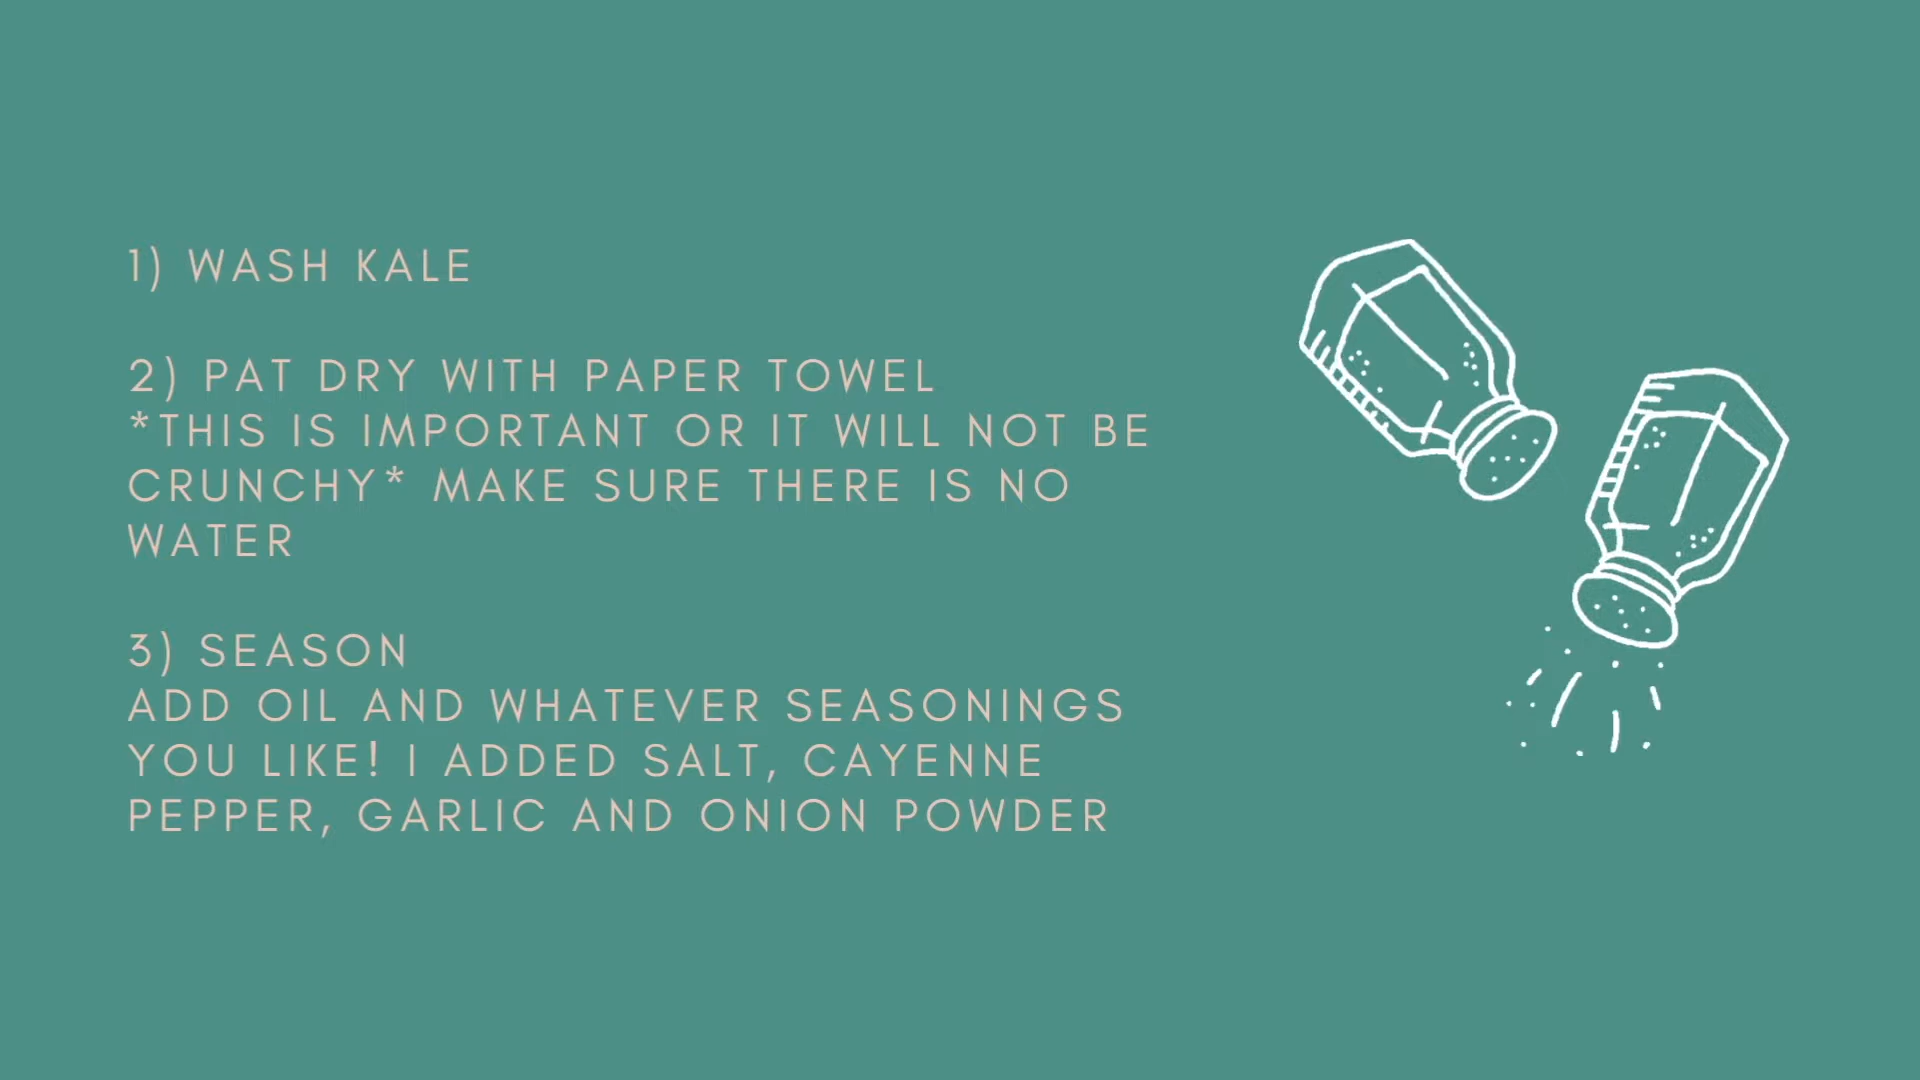 1) WASH KALE
2) PAT DRY WITH PAPER TOWEL
*THIS IS IMPORTANT OR IT WILL NOT BE
CRUNCHY* MAKE SURE THERE IS NO
WATER
3) SEASON
ADD OIL AND WHATEVER SEASONINGS
YOU LIKE! I ADDED SALT, CAYENNE
PEPPER, GARLIC AND ONION POWDER